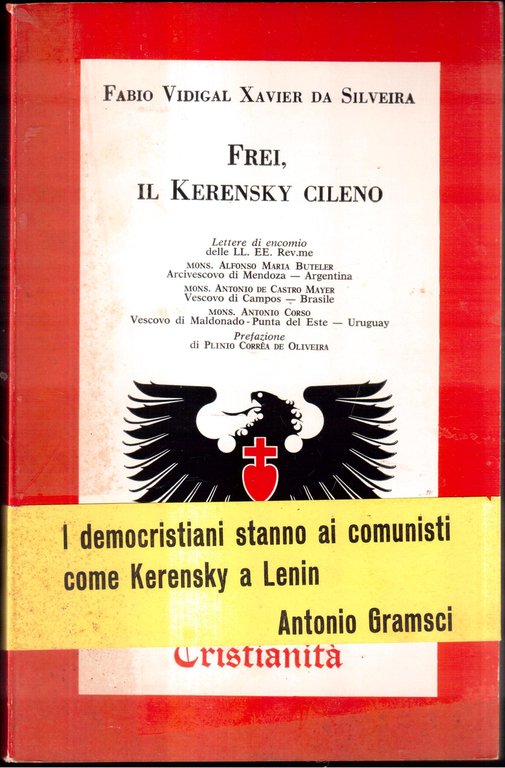 FABIO VIDIGAL XAVIER DA SILVEIRA
FREI,
IL KERENSKY CILENO
Lettere di encomio
delle LL. EE. Rev.me
MONS. ALFONSO MARIA BUTELER
Arcivescovo di Mendoza — Argentina
MONS. ANTONIO DE CASTRO MAYER
Vescovo di Campos — Brasile
MONS. ANTONIO CORSO
Vescovo di Maldonado - Punta del Este — Uruguay
Prefazione
di PLINIO CORRÊA DE OLIVEIRA
I democristiani stanno ai comunisti
come Kerensky a Lenin
Antonio Gramsci
Cristianità